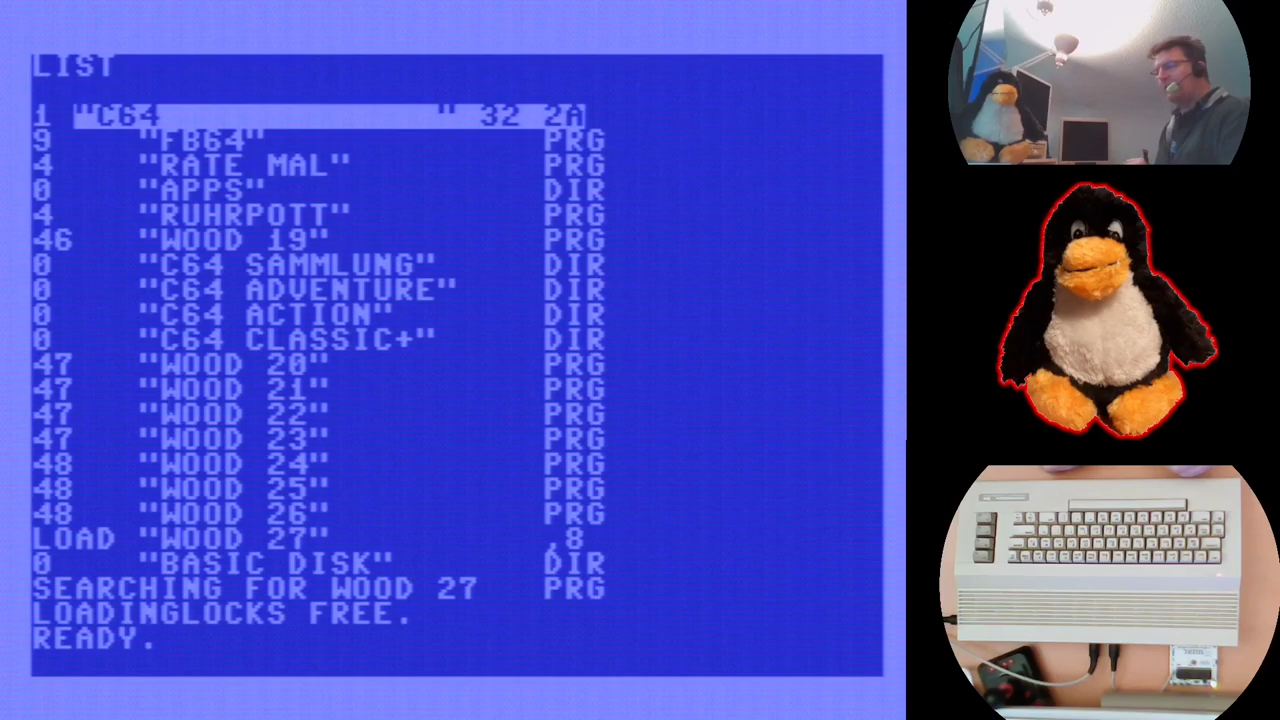 LIST
1 "C64 " 32 2A
9 "FB64" PRG
4 "RATE MAL" PRG
0 "APPS" DIR
4 "RUHRPOTT" PRG
46 "WOOD 19" PRG
0 "C64 SAMMLUNG" DIR
0 "C64 ADVENTURE" DIR
0 "C64 ACTION" DIR
0 "C64 CLASSIC+" DIR
47 "WOOD 20" PRG
47 "WOOD 21" PRG
47 "WOOD 22" PRG
47 "WOOD 23" PRG
48 "WOOD 24" PRG
48 "WOOD 25" PRG
48 "WOOD 26" PRG
LOAD "WOOD 27" ,8
0 "BASIC DISK" DIR
SEARCHING FOR WOOD 27 PRG
LOADINGLOCKS FREE.
READY.